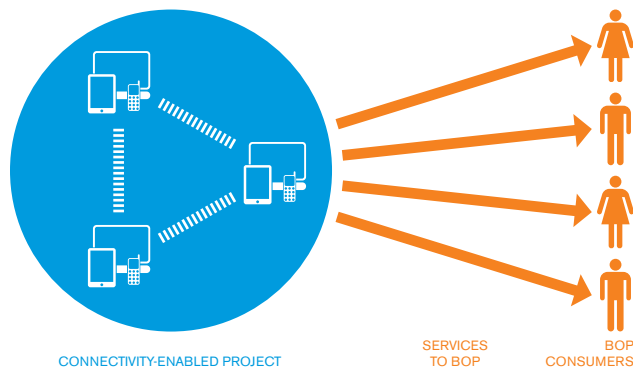 CONNECTIVITY-ENABLED PROJECT
SERVICES
TO BOP
BOP
CONSUMERS